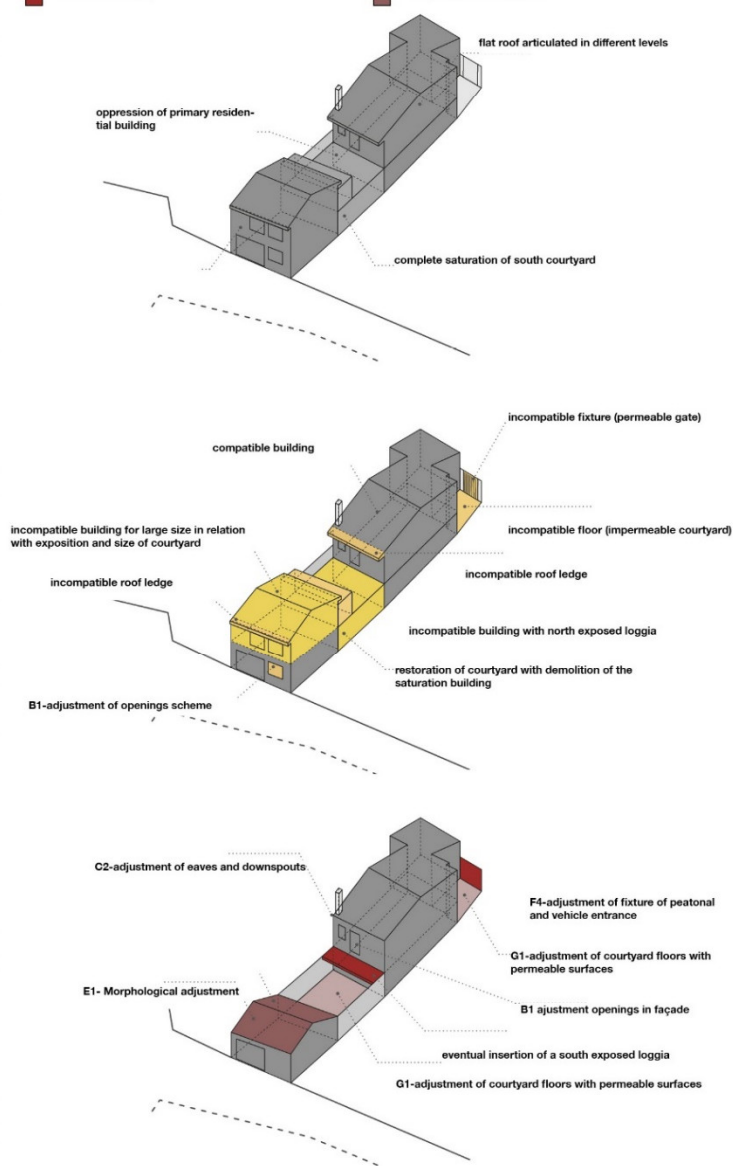 flat roof articulated in different levels
oppression of primary residen-
tial building
complete saturation of south courtyard
incompatible fixture (permeable gate)
compatible building
incompatible building for large size in relation
with exposition and size of courtyard
incompatible floor (impermeable courtyard)
incompatible roof ledge
incompatible roof ledge
incompatible building with north exposed loggia
restoration of courtyard with demolition of the
saturation building
B1-adjustment of openings scheme
C2-adjustment of eaves and downspouts
F4-adjustment of fixture of peatonal
and vehicle entrance
G1-adjustment of courtyard floors with
permeable surfaces
E1- Morphological adjustment
B1 ajustment openings in façade
eventual insertion of a south exposed loggia
G1-adjustment of courtyard floors with permeable surfaces